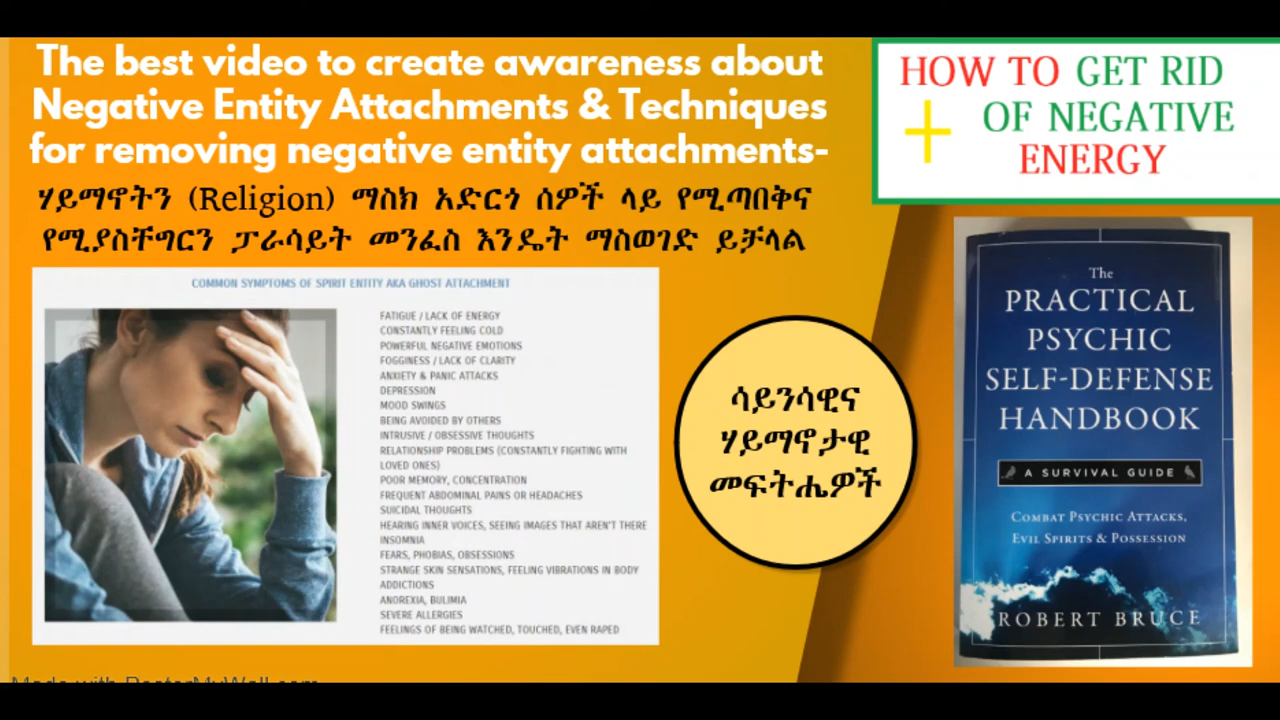 The best video to create awareness about
Negative Entity Attachments & Techniques
for removing negative entity attachments-
ሃይማኖትን (Religion) ማስክ አድርጎ ሰዎች ላይ የሚጣበቅና
የሚያስቸግርን ፓራሳይት መንፈስ እንዴት ማስወገድ ይቻላል
HOW TO GET RID
+ OF NEGATIVE
ENERGY
COMMON SYMPTOMS OF SPIRIT ENTITY AKA GHOST ATTACHMENT
FATIGUE / LACK OF ENERGY
CONSTANTLY FEELING COLD
POWERFUL NEGATIVE EMOTIONS
FOGGINESS / LACK OF CLARITY
ANXIETY & PANIC ATTACKS
DEPRESSION
MOOD SWINGS
BEING AVOIDED BY OTHERS
INTRUSIVE / OBSESSIVE THOUGHTS
RELATIONSHIP PROBLEMS (CONSTANTLY FIGHTING WITH
LOVED ONES)
POOR MEMORY, CONCENTRATION
FREQUENT ABDOMINAL PAINS OR HEADACHES
SUICIDAL THOUGHTS
HEARING INNER VOICES, SEEING IMAGES THAT AREN'T THERE
INSOMNIA
FEARS, PHOBIAS, OBSESSIONS
STRANGE SKIN SENSATIONS, FEELING VIBRATIONS IN BODY
ADDICTIONS
ANOREXIA, BULIMIA
SEVERE ALLERGIES
FEELINGS OF BEING WATCHED, TOUCHED, EVEN RAPED
ሳይንሳዊና
ሃይማኖታዊ
መፍትሔዎች
The
PRACTICAL
PSYCHIC
SELF-DEFENSE
HANDBOOK
A SURVIVAL GUIDE
COMBAT PSYCHIC ATTACKS,
EVIL SPIRITS & POSSESSION
ROBERT BRUCE
Made with PosterMyWall.com